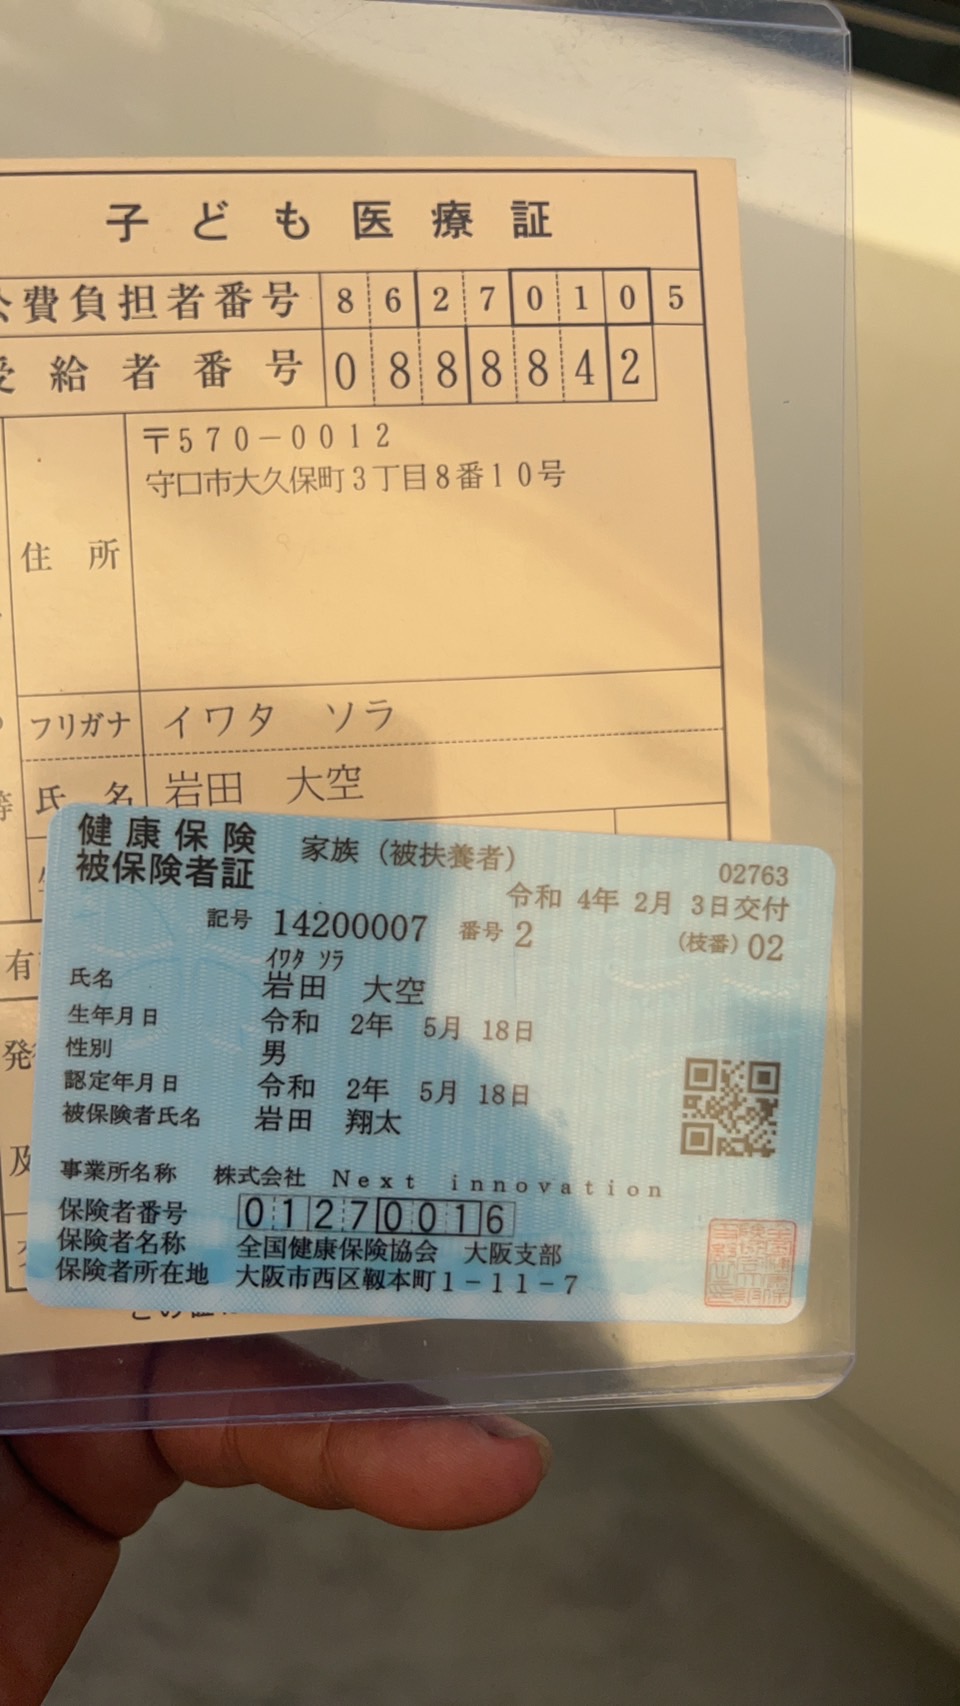 子ども医療証
費負担者番号 86270105
給者番号 0888842
〒570-0012
守口市大久保町3丁目8番10号
住所
フリガナ イワタ ソラ
氏名 岩田 大空
健康保険 家族(被扶養者) 02763
被保険者証 令和 4年 2月 3日交付
記号 14200007 番号 2 (枝番) 02
イワタ ソラ
氏名 岩田 大空
生年月日 令和 2年 5月 18日
性別 男
認定年月日 令和 2年 5月 18日
被保険者氏名 岩田 翔太
事業所名称 株式会社 Next innovation
保険者番号 01270016
保険者名称 全国健康保険協会 大阪支部
保険者所在地 大阪市西区靱本町1-11-7
有
発
及